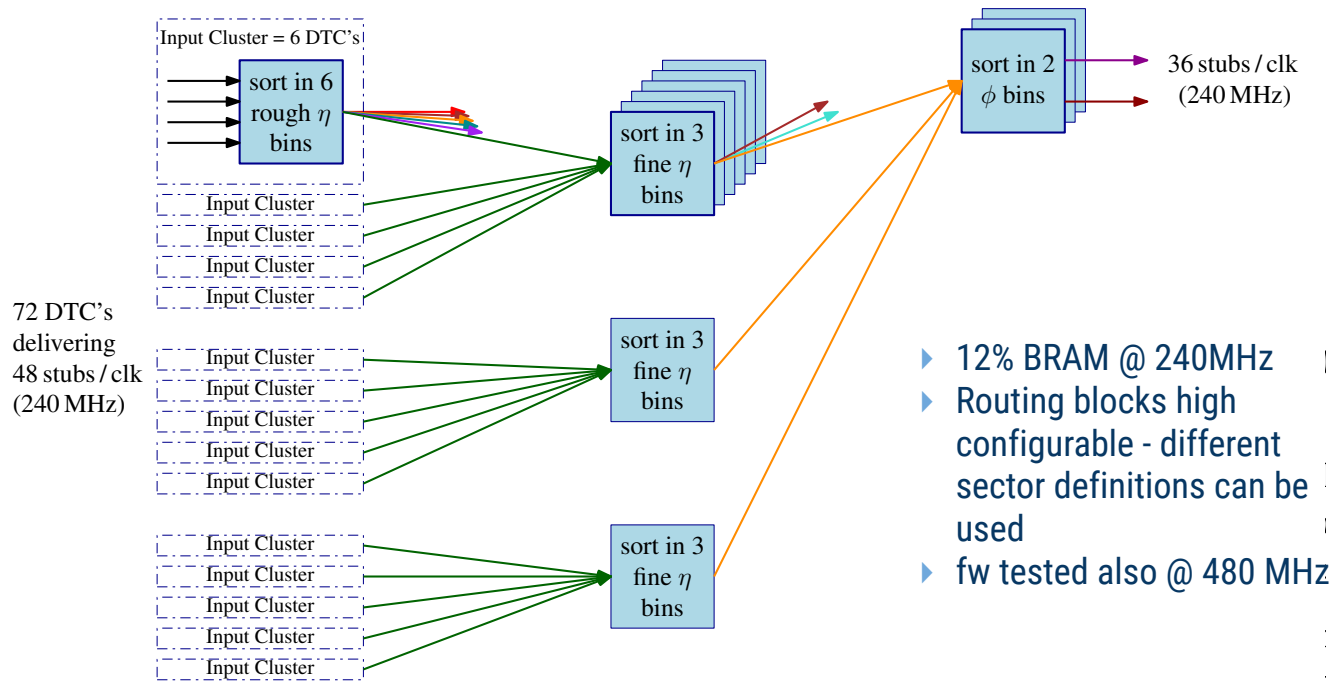 Input Cluster = 6 DTC's
sort in 6
rough η
bins
Input Cluster
Input Cluster
Input Cluster
Input Cluster
72 DTC's
delivering
48 stubs / clk
(240 MHz)
Input Cluster
Input Cluster
Input Cluster
Input Cluster
Input Cluster
Input Cluster
Input Cluster
Input Cluster
Input Cluster
Input Cluster
sort in 3
fine η
bins
sort in 3
fine η
bins
sort in 3
fine η
bins
sort in 2
ϕ bins
36 stubs / clk
(240 MHz)
12% BRAM @ 240MHz
Routing blocks high
configurable - different
sector definitions can be
used
fw tested also @ 480 MHz